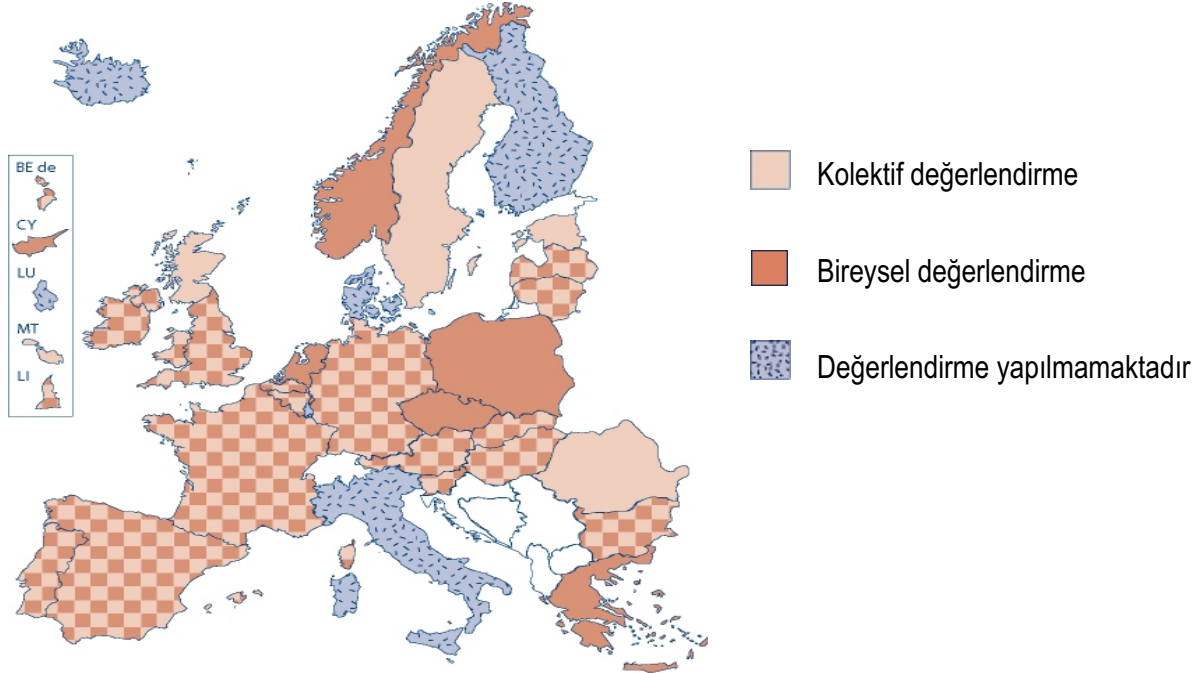 BE de
CY
LU
MT
LI
Kolektif değerlendirme
Bireysel değerlendirme
Değerlendirme yapılmamaktadır